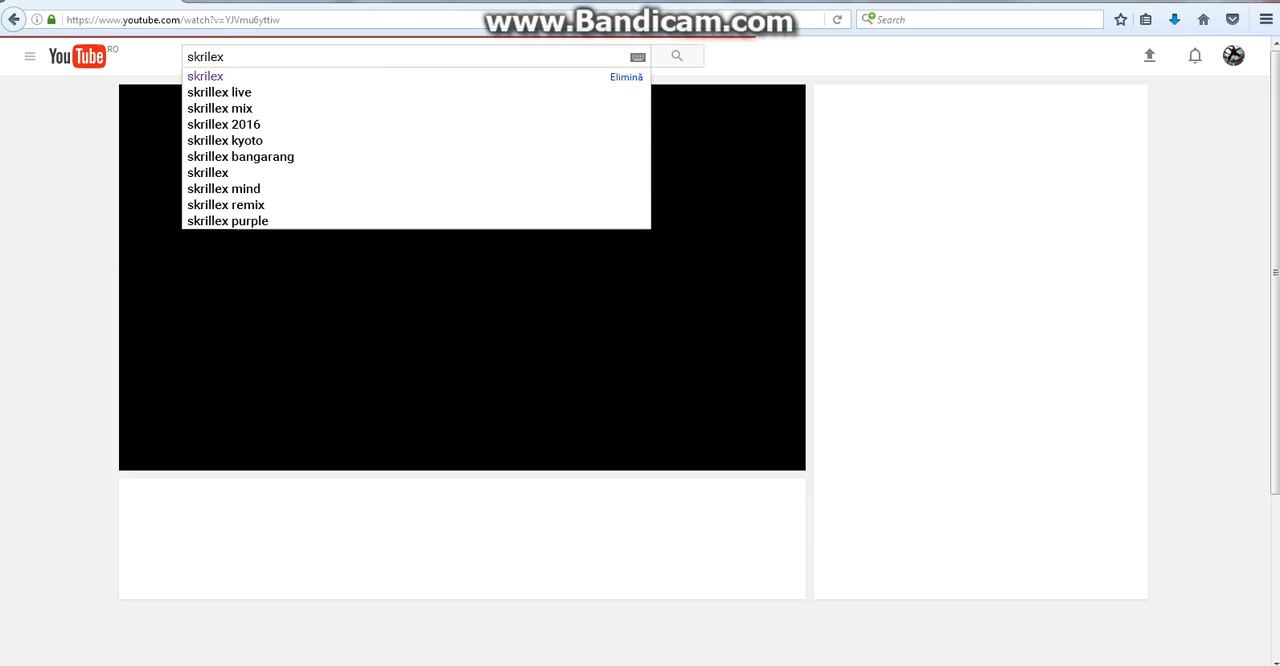 https://www.youtube.com/watch?v=YJVmu6yttiw
www.Bandicam.com
Search
YouTube RO
skrilex
skrilex Elimină
skrillex live
skrillex mix
skrillex 2016
skrillex kyoto
skrillex bangarang
skrillex
skrillex mind
skrillex remix
skrillex purple